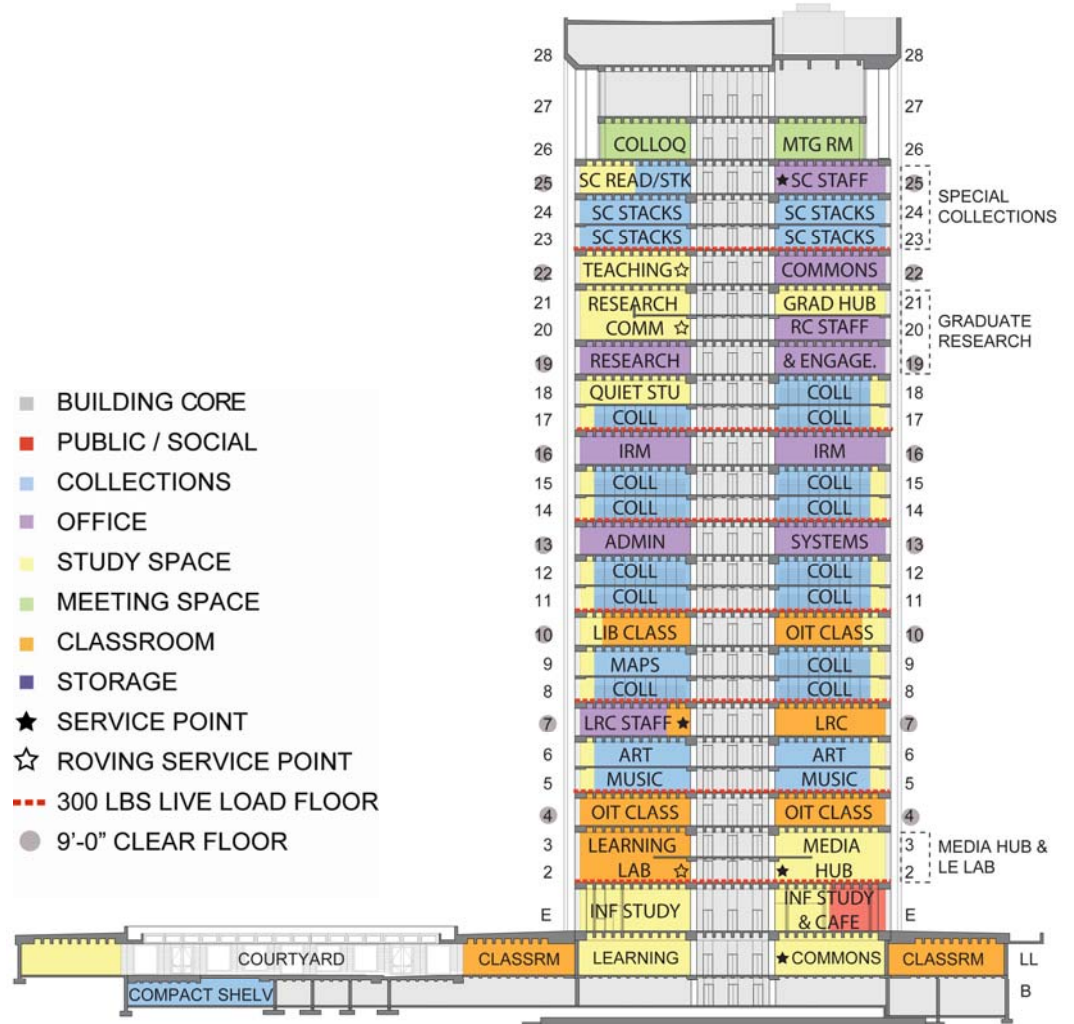 28 28
27 27
COLLOQ MTG RM
26 26
25 SC READ/STK ★SC STAFF 25
24 SC STACKS SC STACKS 24
SPECIAL
COLLECTIONS
23 SC STACKS SC STACKS 23
22 TEACHING☆ COMMONS 22
21 RESEARCH GRAD HUB 21
20 COMM ☆ RC STAFF 20
GRADUATE
RESEARCH
19 RESEARCH & ENGAGE. 19
18 QUIET STU COLL 18
17 COLL COLL 17
16 IRM IRM 16
15 COLL COLL 15
14 COLL COLL 14
13 ADMIN SYSTEMS 13
12 COLL COLL 12
11 COLL COLL 11
10 LIB CLASS OIT CLASS 10
9 MAPS COLL 9
8 COLL COLL 8
7 LRC STAFF ★ LRC 7
6 ART ART 6
5 MUSIC MUSIC 5
4 OIT CLASS OIT CLASS 4
3 LEARNING MEDIA 3
2 LAB ☆ ★ HUB 2
MEDIA HUB &
LE LAB
E INF STUDY INF STUDY E
& CAFE
COURTYARD CLASSRM LEARNING ★COMMONS CLASSRM LL
COMPACT SHELV B
BUILDING CORE
PUBLIC / SOCIAL
COLLECTIONS
OFFICE
STUDY SPACE
MEETING SPACE
CLASSROOM
STORAGE
★ SERVICE POINT
☆ ROVING SERVICE POINT
300 LBS LIVE LOAD FLOOR
9'-0" CLEAR FLOOR